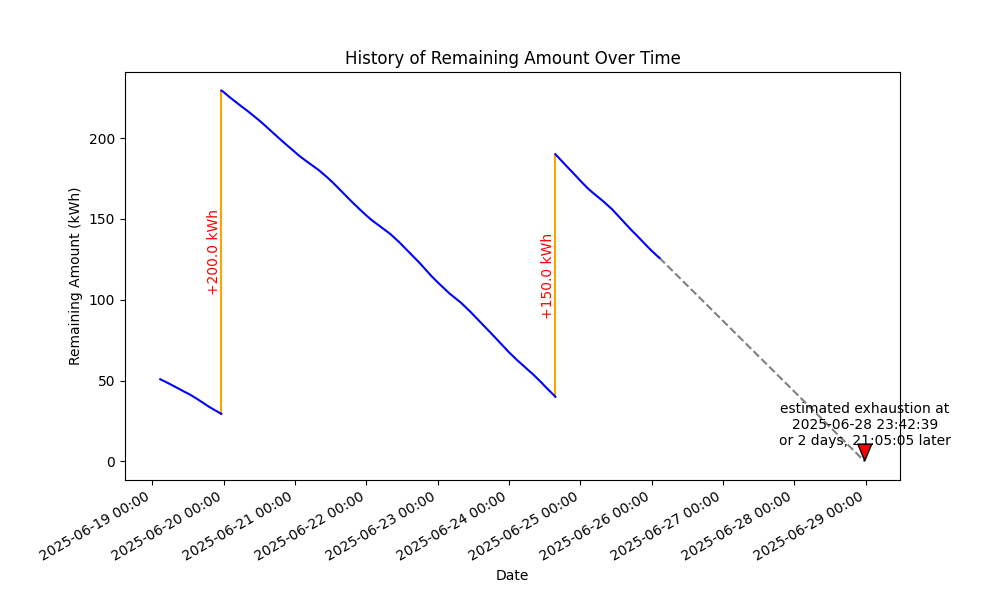 History of Remaining Amount Over Time
Remaining Amount (kWh)
200
150
100
50
0
+200.0 kWh
+150.0 kWh
estimated exhaustion at
2025-06-28 23:42:39
or 2 days, 21:05:05 later
2025-06-19 00:00
2025-06-20 00:00
2025-06-21 00:00
2025-06-22 00:00
2025-06-23 00:00
2025-06-24 00:00
2025-06-25 00:00
2025-06-26 00:00
2025-06-27 00:00
2025-06-28 00:00
2025-06-29 00:00
Date